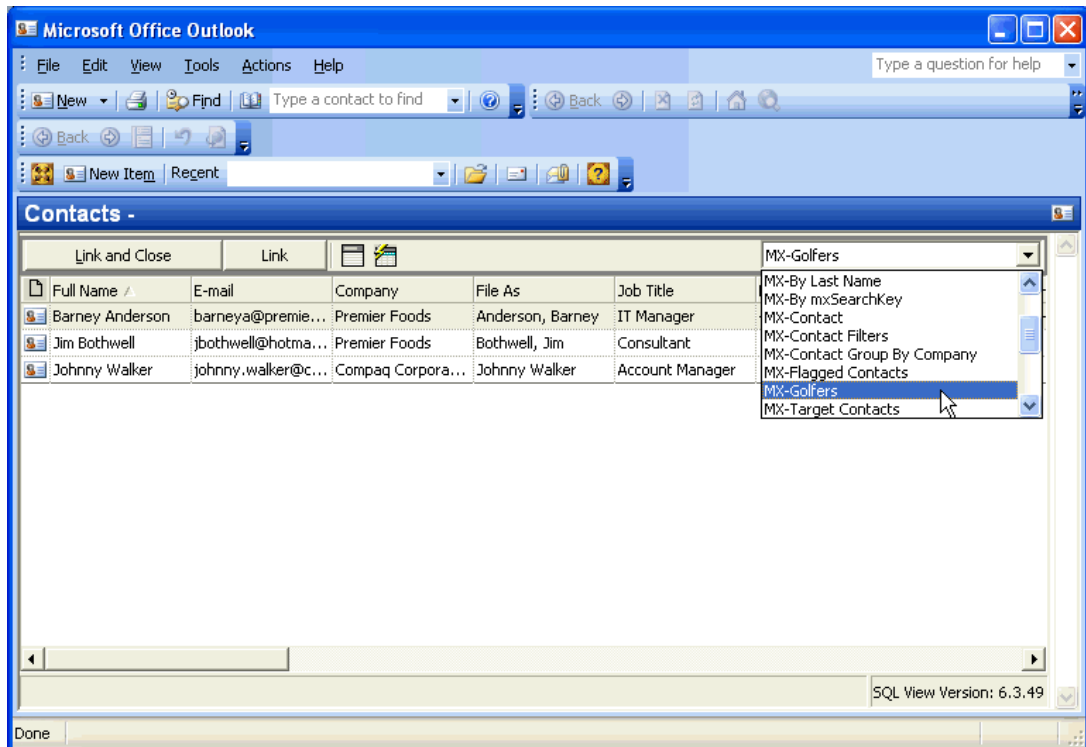 Microsoft Office Outlook
File Edit View Tools Actions Help Type a question for help
New Find Type a contact to find Back
Back
New Item Recent
Contacts -
Link and Close Link MX-Golfers
Full Name E-mail Company File As Job Title
Barney Anderson barneya@premie... Premier Foods Anderson, Barney IT Manager
Jim Bothwell jbothwell@hotma... Premier Foods Bothwell, Jim Consultant
Johnny Walker johnny.walker@c... Compaq Corpora... Johnny Walker Account Manager
MX-By Last Name
MX-By mxSearchKey
MX-Contact
MX-Contact Filters
MX-Contact Group By Company
MX-Flagged Contacts
MX-Golfers
MX-Target Contacts
SQL View Version: 6.3.49
Done